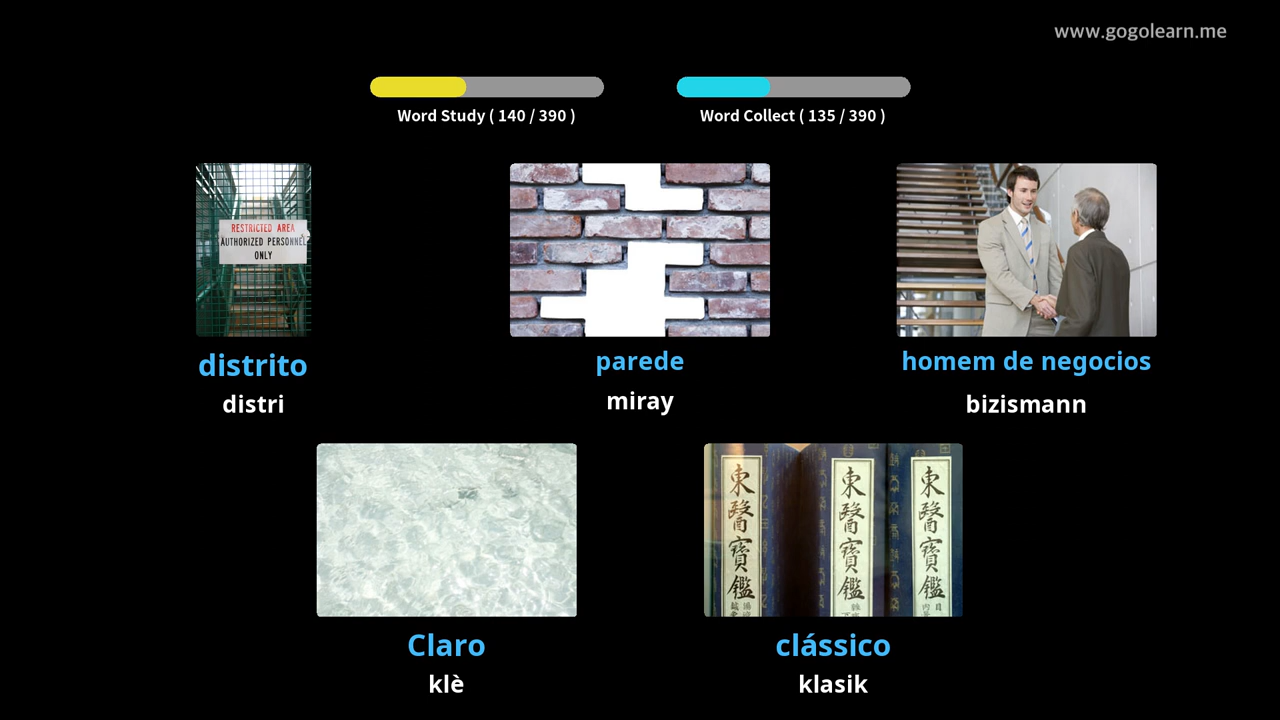 www.gogolearn.me
Word Study ( 140 / 390 )
Word Collect ( 135 / 390 )
RESTRICTED AREA
AUTHORIZED PERSONNEL
ONLY
distrito
distri
parede
miray
homem de negocios
bizismann
東醫寶鑑
東醫寶鑑
東醫寶鑑
Claro
klè
clássico
klasik